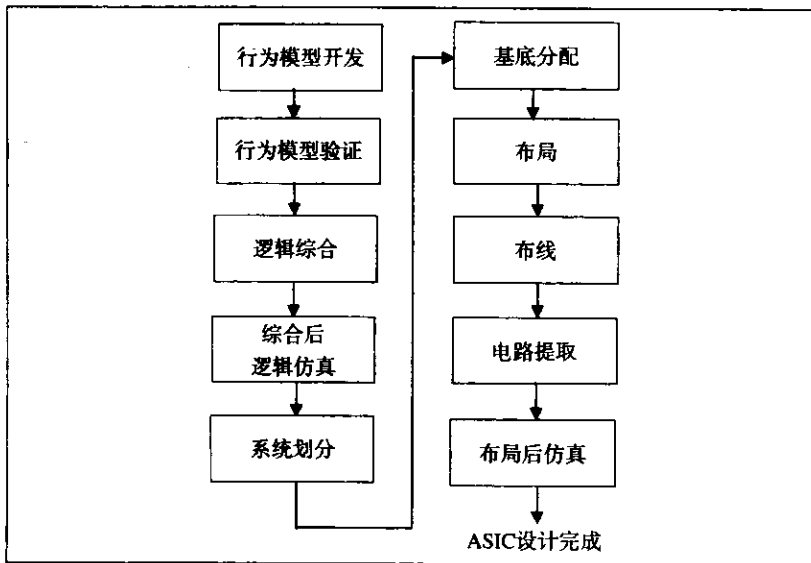 行为模型开发
行为模型验证
逻辑综合
综合后
逻辑仿真
系统划分
基底分配
布局
布线
电路提取
布局后仿真
ASIC设计完成